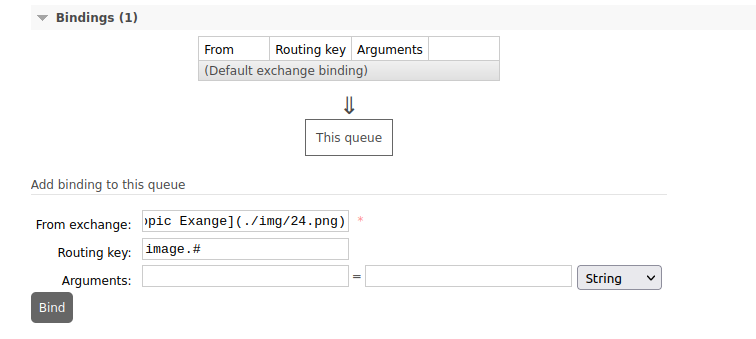 Bindings (1)
From Routing key Arguments
(Default exchange binding)
⇓
This queue
Add binding to this queue
From exchange: opic Exange](./img/24.png) *
Routing key: image.#
Arguments: = String
Bind